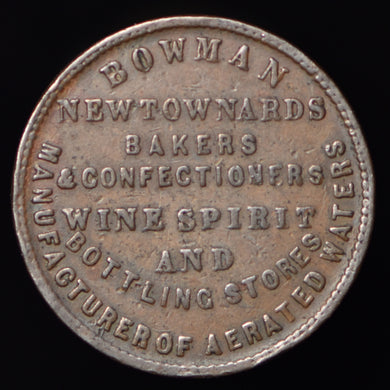 BOWMAN
NEWTOWNARDS
BAKERS
& CONFECTIONERS
WINE SPIRIT
AND
BOTTLING STORES
MANUFACTURER OF AERATED WATERS